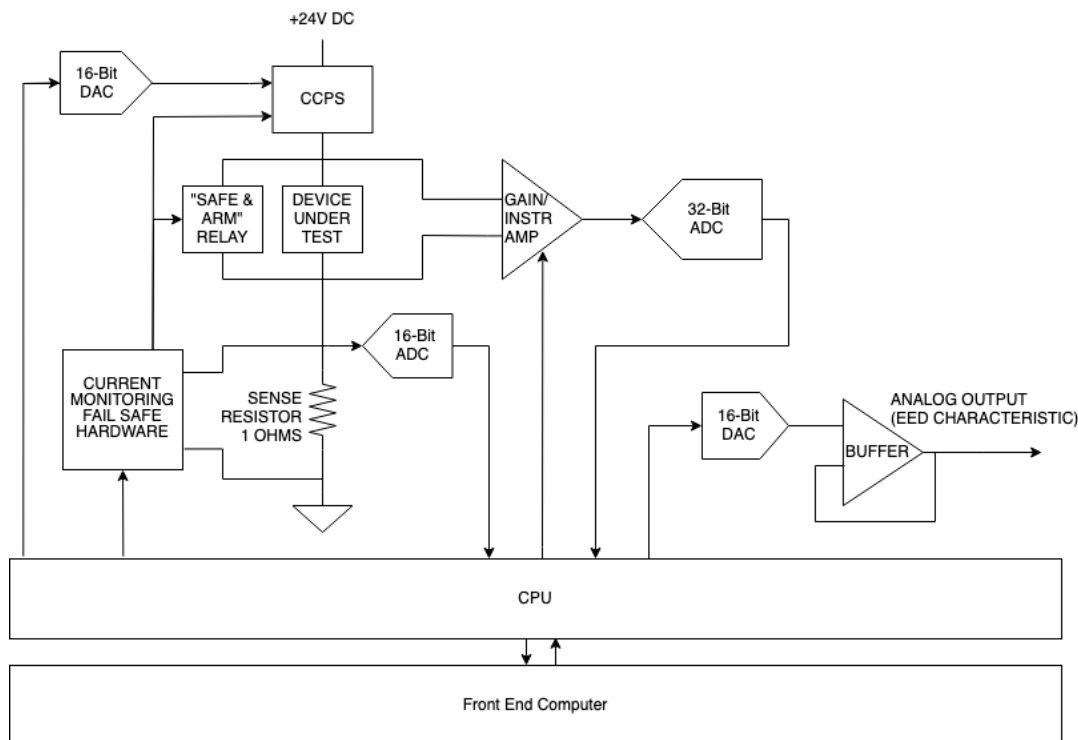 +24V DC
16-Bit
DAC
CCPS
"SAFE &
ARM"
RELAY
DEVICE
UNDER
TEST
GAIN/
INSTR
AMP
32-Bit
ADC
16-Bit
ADC
CURRENT
MONITORING
FAIL SAFE
HARDWARE
SENSE
RESISTOR
1 OHMS
16-Bit
DAC
BUFFER
ANALOG OUTPUT
(EED CHARACTERISTIC)
CPU
Front End Computer